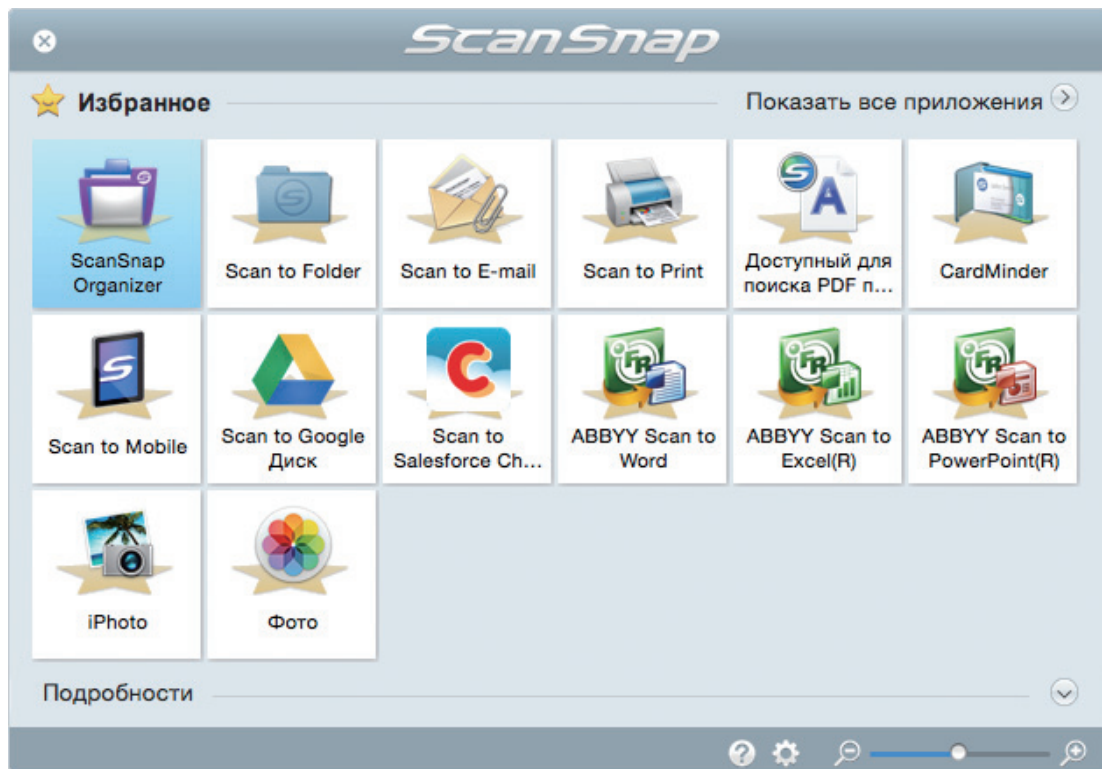 ScanSnap
Избранное
Показать все приложения
ScanSnap
Organizer
Scan to Folder
Scan to E-mail
Scan to Print
Доступный для
поиска PDF п...
CardMinder
Scan to Mobile
Scan to Google
Диск
Scan to
Salesforce Ch...
ABBYY Scan to
Word
ABBYY Scan to
Excel(R)
ABBYY Scan to
PowerPoint(R)
iPhoto
Фото
Подробности